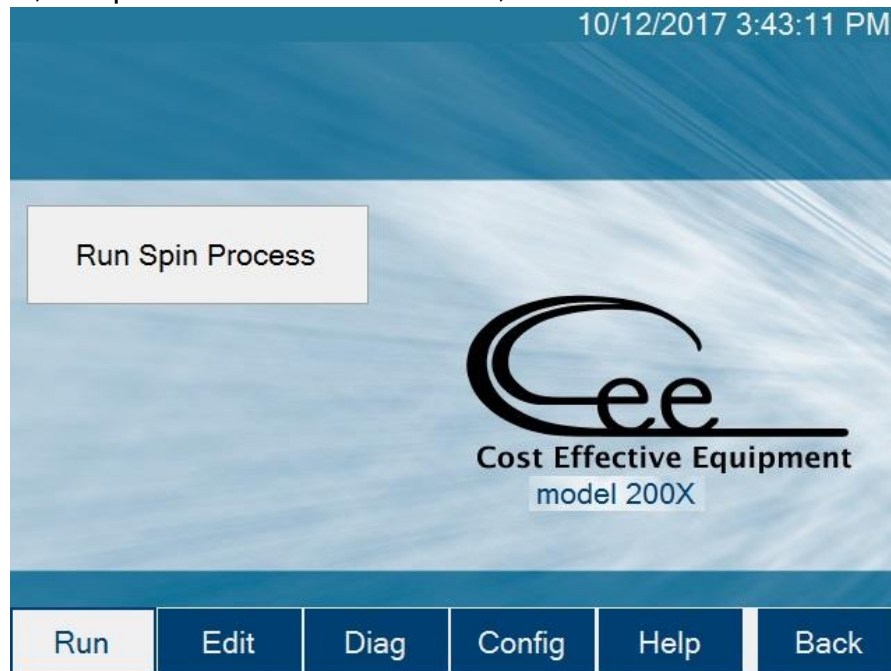 10/12/2017 3:43:11 PM
Run Spin Process
Cee
Cost Effective Equipment
model 200X
Run Edit Diag Config Help Back